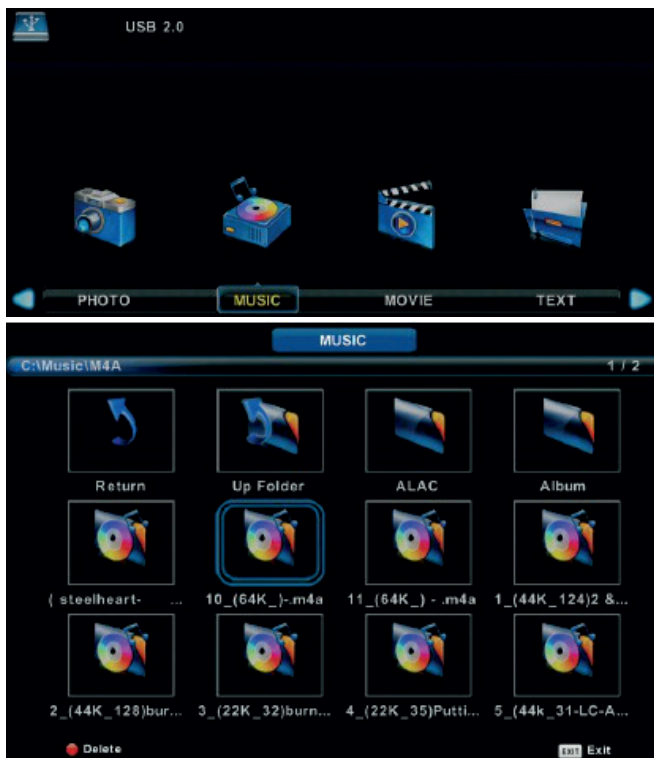 USB 2.0
PHOTO MUSIC MOVIE TEXT
MUSIC
C:\Music\M4A 1 / 2
Return Up Folder ALAC Album
( steelheart- ... 10_(64K_)-.m4a 11_(64K_) - .m4a 1_(44K_124)2 &...
2_(44K_128)bur... 3_(22K_32)burn... 4_(22K_35)Putti... 5_(44k_31-LC-A...
Delete EXIT Exit